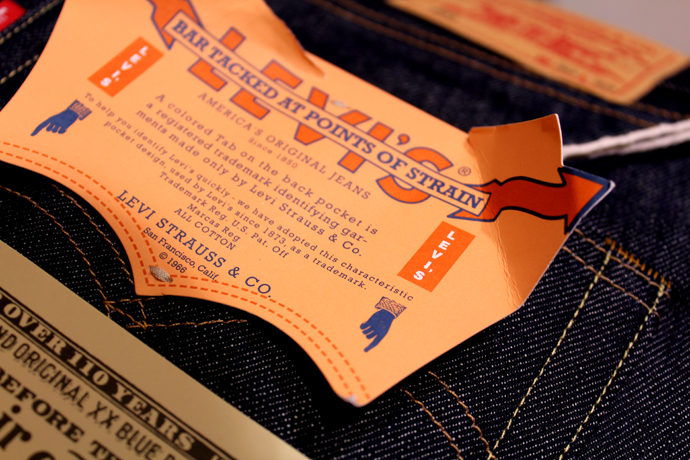 LEVI'S®
BAR TACKED AT POINTS OF STRAIN
LEVI'S
AMERICA'S ORIGINAL JEANS
Since 1850
A colored Tab on the back pocket is
a registered trademark identifying gar-
ments made only by Levi Strauss & Co.
To help you identify Levi's quickly, we have adopted this characteristic
pocket design, used by Levi's since 1873, as a trademark.
Trademark Reg. U.S. Pat. Off
Marcas Reg
ALL COTTON
LEVI STRAUSS & CO.
San Francisco, Calif.
© 1966
LEVI'S
OVER 110 YEARS
ORIGINAL XX BLUE
BEFORE